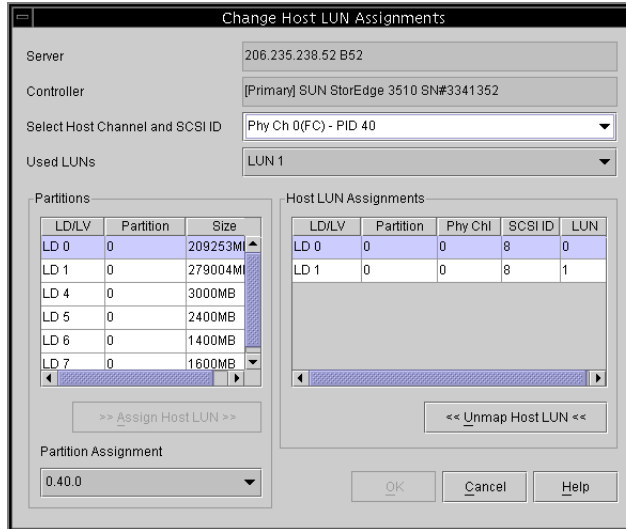 Change Host LUN Assignments
Server 206.235.238.52 B52
Controller [Primary] SUN StorEdge 3510 SN#3341352
Select Host Channel and SCSI ID Phy Ch 0(FC) - PID 40
Used LUNs LUN 1
Partitions
LD/LV Partition Size
LD 0 0 209253M
LD 1 0 279004M
LD 4 0 3000MB
LD 5 0 2400MB
LD 6 0 1400MB
LD 7 0 1600MB
>> Assign Host LUN >>
Partition Assignment
0.40.0
Host LUN Assignments
LD/LV Partition Phy Chl SCSI ID LUN
LD 0 0 0 8 0
LD 1 0 0 8 1
<< Unmap Host LUN <<
OK Cancel Help